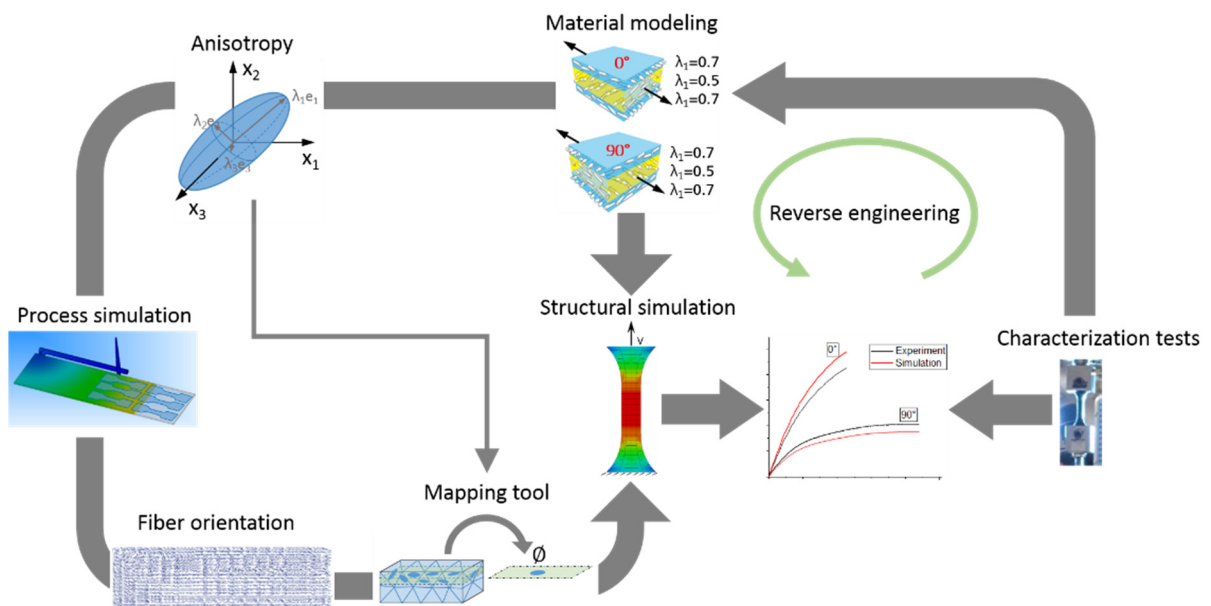 Material modeling
Anisotropy
x₂
λ₁e₁
λ₂e
x₁
x₃
0°
λ₁=0.7
λ₁=0.5
λ₁=0.7
90°
λ₁=0.7
λ₁=0.5
λ₁=0.7
Reverse engineering
Process simulation
Structural simulation
v
Characterization tests
0°
Experiment
Simulation
90°
Mapping tool
Fiber orientation
Ø